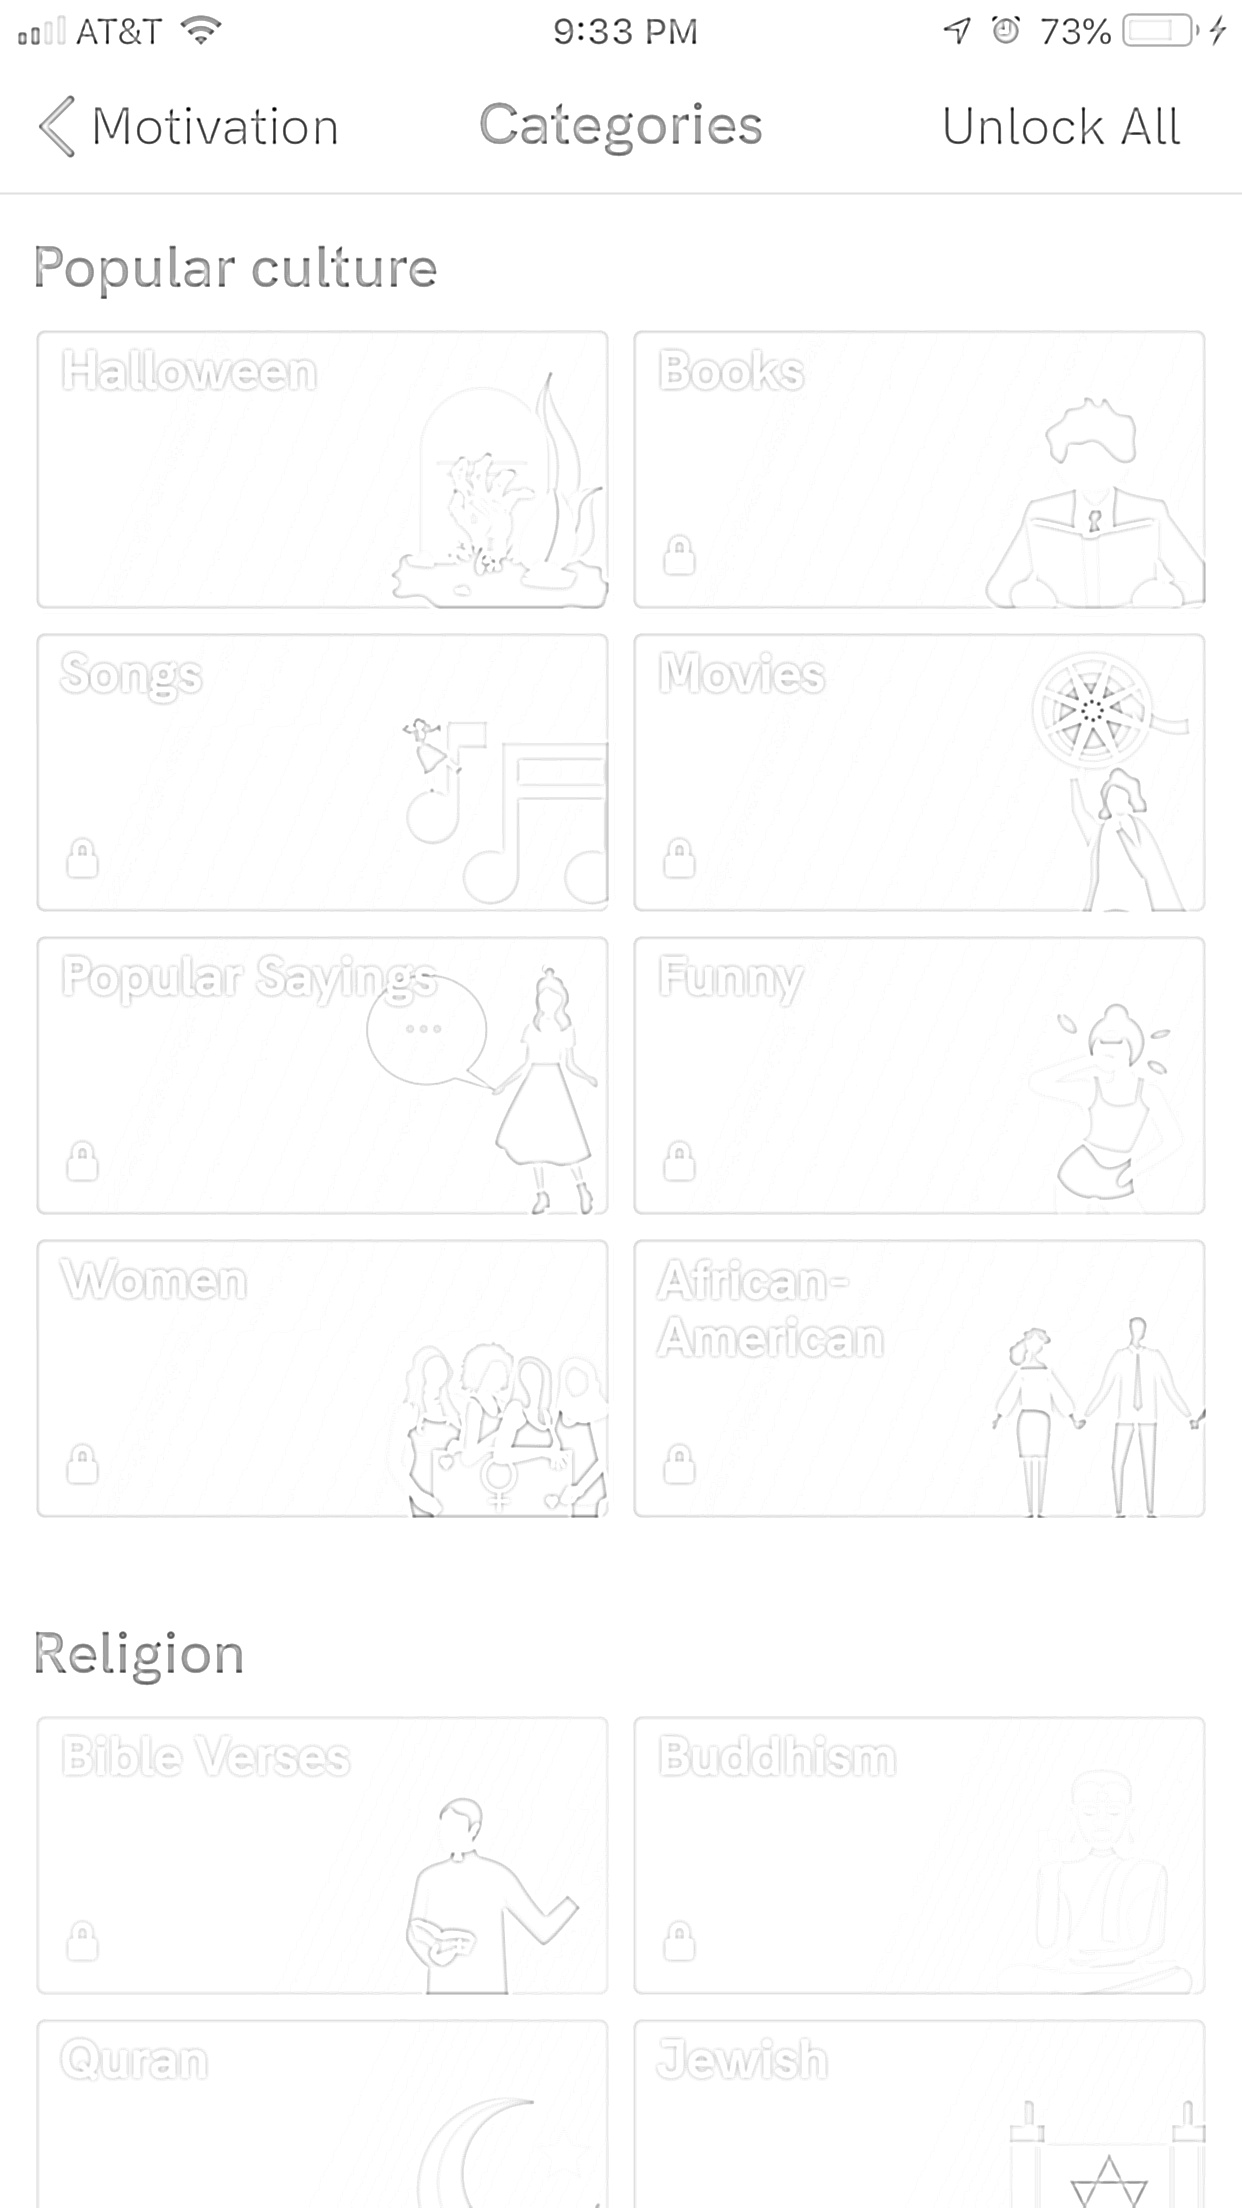 AT&T 9:33 PM 73%
Motivation Categories Unlock All
Popular culture
Halloween Books
Songs Movies
Popular Sayings Funny
Women African-
American
Religion
Bible Verses Buddhism
Quran Jewish